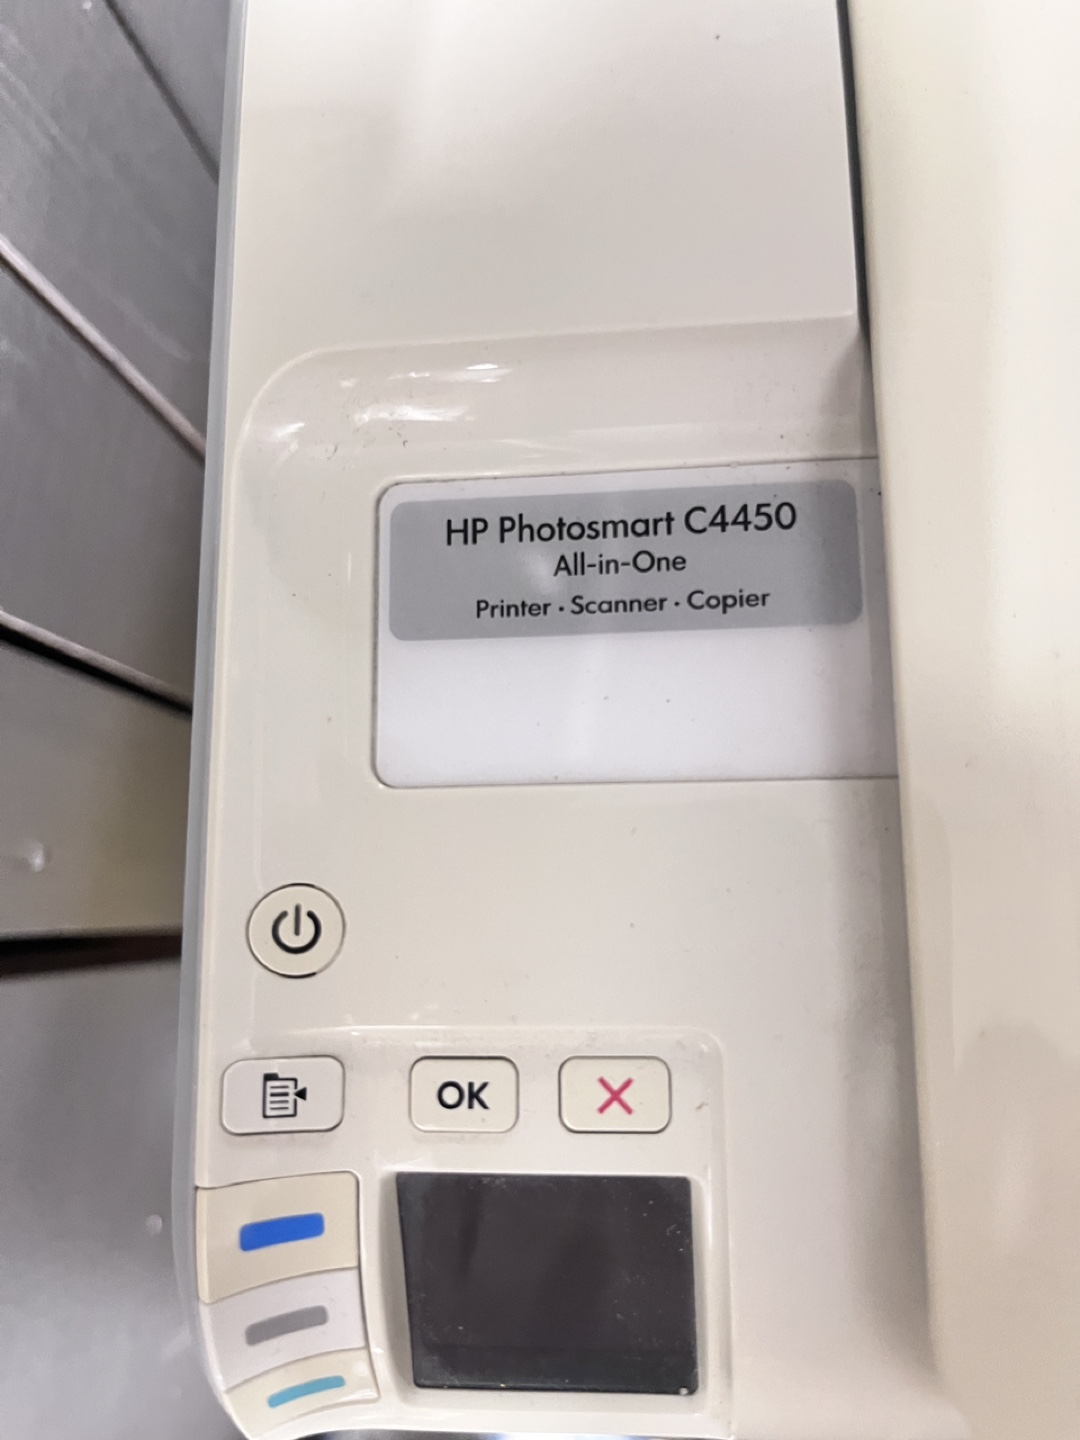 HP Photosmart C4450
All-in-One
Printer · Scanner · Copier
OK